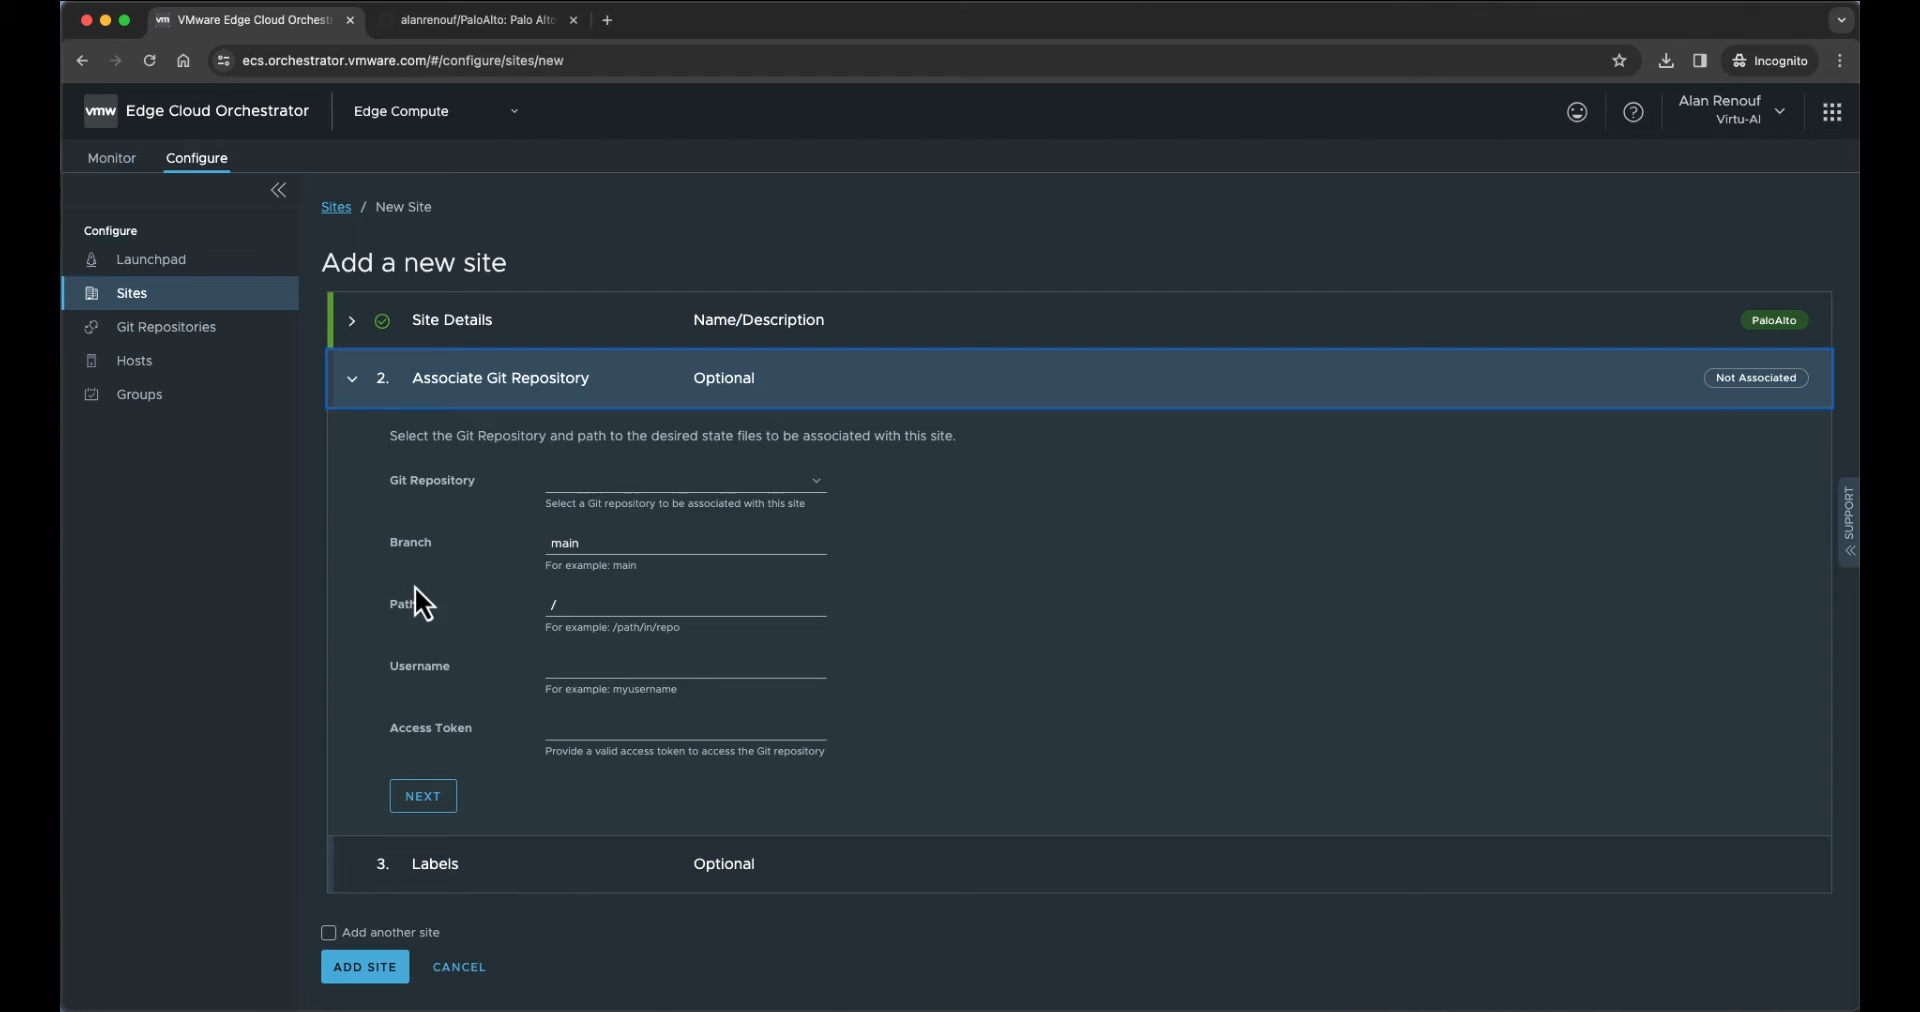 vm VMware Edge Cloud Orchest
alanrenouf/PaloAlto: Palo Alto
ecs.orchestrator.vmware.com/#/configure/sites/new
Incognito
vmw Edge Cloud Orchestrator
Edge Compute
Alan Renouf
Virtu-Al
Monitor
Configure
Configure
Launchpad
Sites
Git Repositories
Hosts
Groups
Sites / New Site
Add a new site
Site Details
Name/Description
PaloAlto
2. Associate Git Repository
Optional
Not Associated
Select the Git Repository and path to the desired state files to be associated with this site.
Git Repository
Select a Git repository to be associated with this site
Branch
main
For example: main
Path
/
For example: /path/in/repo
Username
For example: myusername
Access Token
Provide a valid access token to access the Git repository
NEXT
3. Labels
Optional
Add another site
ADD SITE
CANCEL
SUPPORT